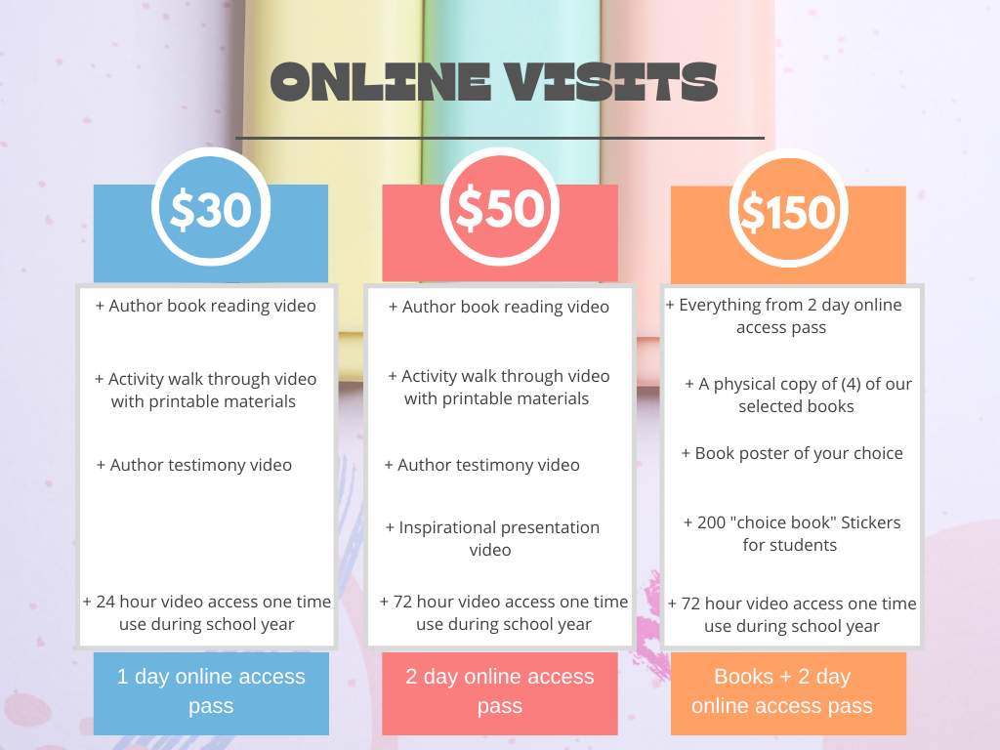 ONLINE VISITS
$30
+ Author book reading video
+ Activity walk through video
with printable materials
+ Author testimony video
+ 24 hour video access one time
use during school year
1 day online access
pass
$50
+ Author book reading video
+ Activity walk through video
with printable materials
+ Author testimony video
+ Inspirational presentation
video
+ 72 hour video access one time
use during school year
2 day online access
pass
$150
+ Everything from 2 day online
access pass
+ A physical copy of (4) of our
selected books
+ Book poster of your choice
+ 200 "choice book" Stickers
for students
+ 72 hour video access one time
use during school year
Books + 2 day
online access pass